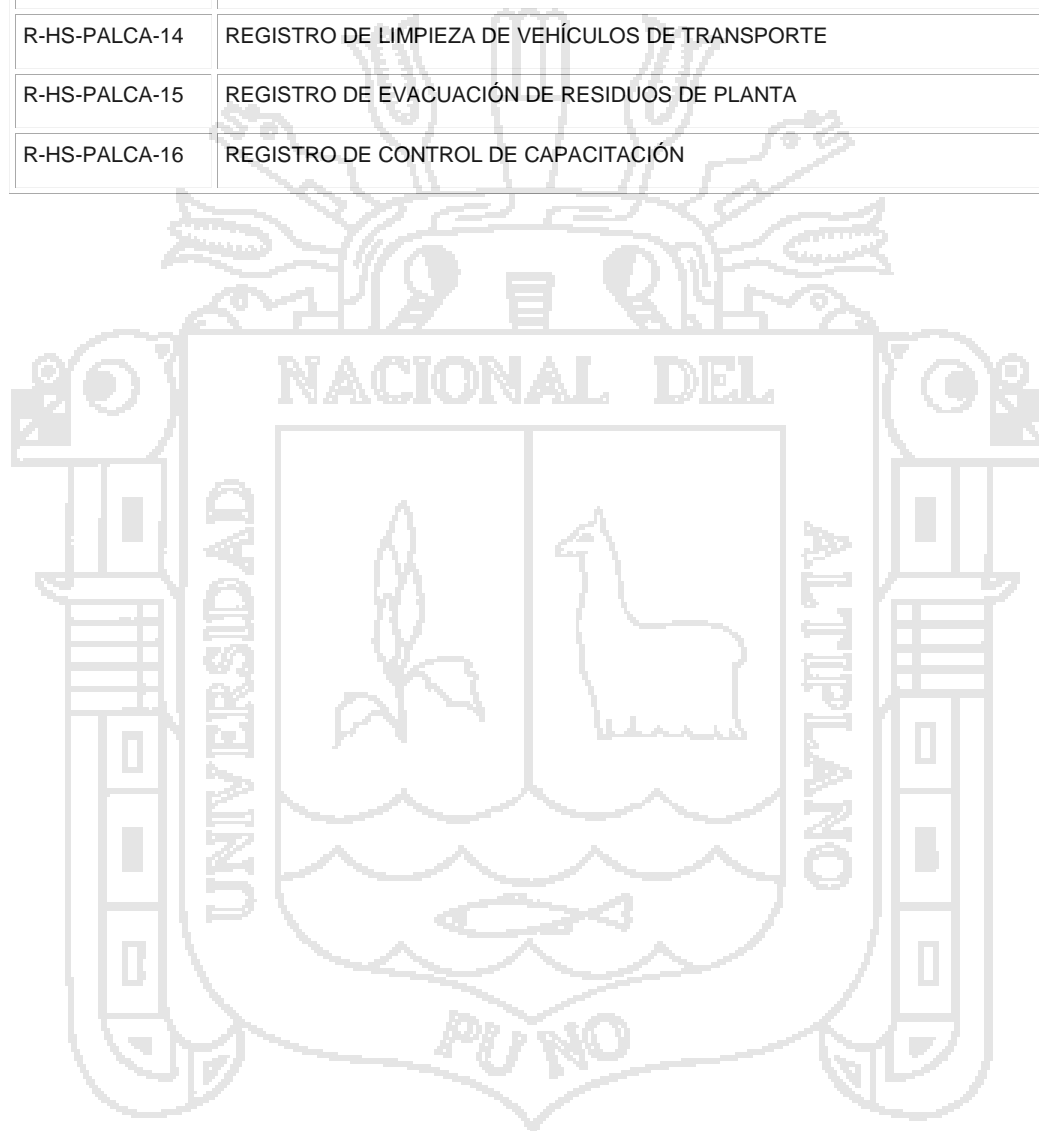 R-HS-PALCA-14 REGISTRO DE LIMPIEZA DE VEHÍCULOS DE TRANSPORTE
R-HS-PALCA-15 REGISTRO DE EVACUACIÓN DE RESIDUOS DE PLANTA
R-HS-PALCA-16 REGISTRO DE CONTROL DE CAPACITACIÓN
UNIVERSIDAD
NACIONAL DEL
ALTIPLANO
PUNO